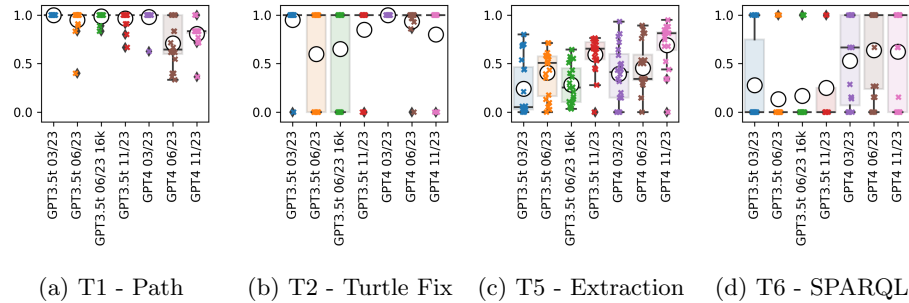 1.0
0.5
0.0
GPT3.5t 03/23
GPT3.5t 06/23
GPT3.5t 06/23 16k
GPT3.5t 11/23
GPT4 03/23
GPT4 06/23
GPT4 11/23
(a) T1 - Path
1.0
0.5
0.0
GPT3.5t 03/23
GPT3.5t 06/23
GPT3.5t 06/23 16k
GPT3.5t 11/23
GPT4 03/23
GPT4 06/23
GPT4 11/23
(b) T2 - Turtle Fix
1.0
0.5
0.0
GPT3.5t 03/23
GPT3.5t 06/23
GPT3.5t 06/23 16k
GPT3.5t 11/23
GPT4 03/23
GPT4 06/23
GPT4 11/23
(c) T5 - Extraction
1.0
0.5
0.0
GPT3.5t 03/23
GPT3.5t 06/23
GPT3.5t 06/23 16k
GPT3.5t 11/23
GPT4 03/23
GPT4 06/23
GPT4 11/23
(d) T6 - SPARQL